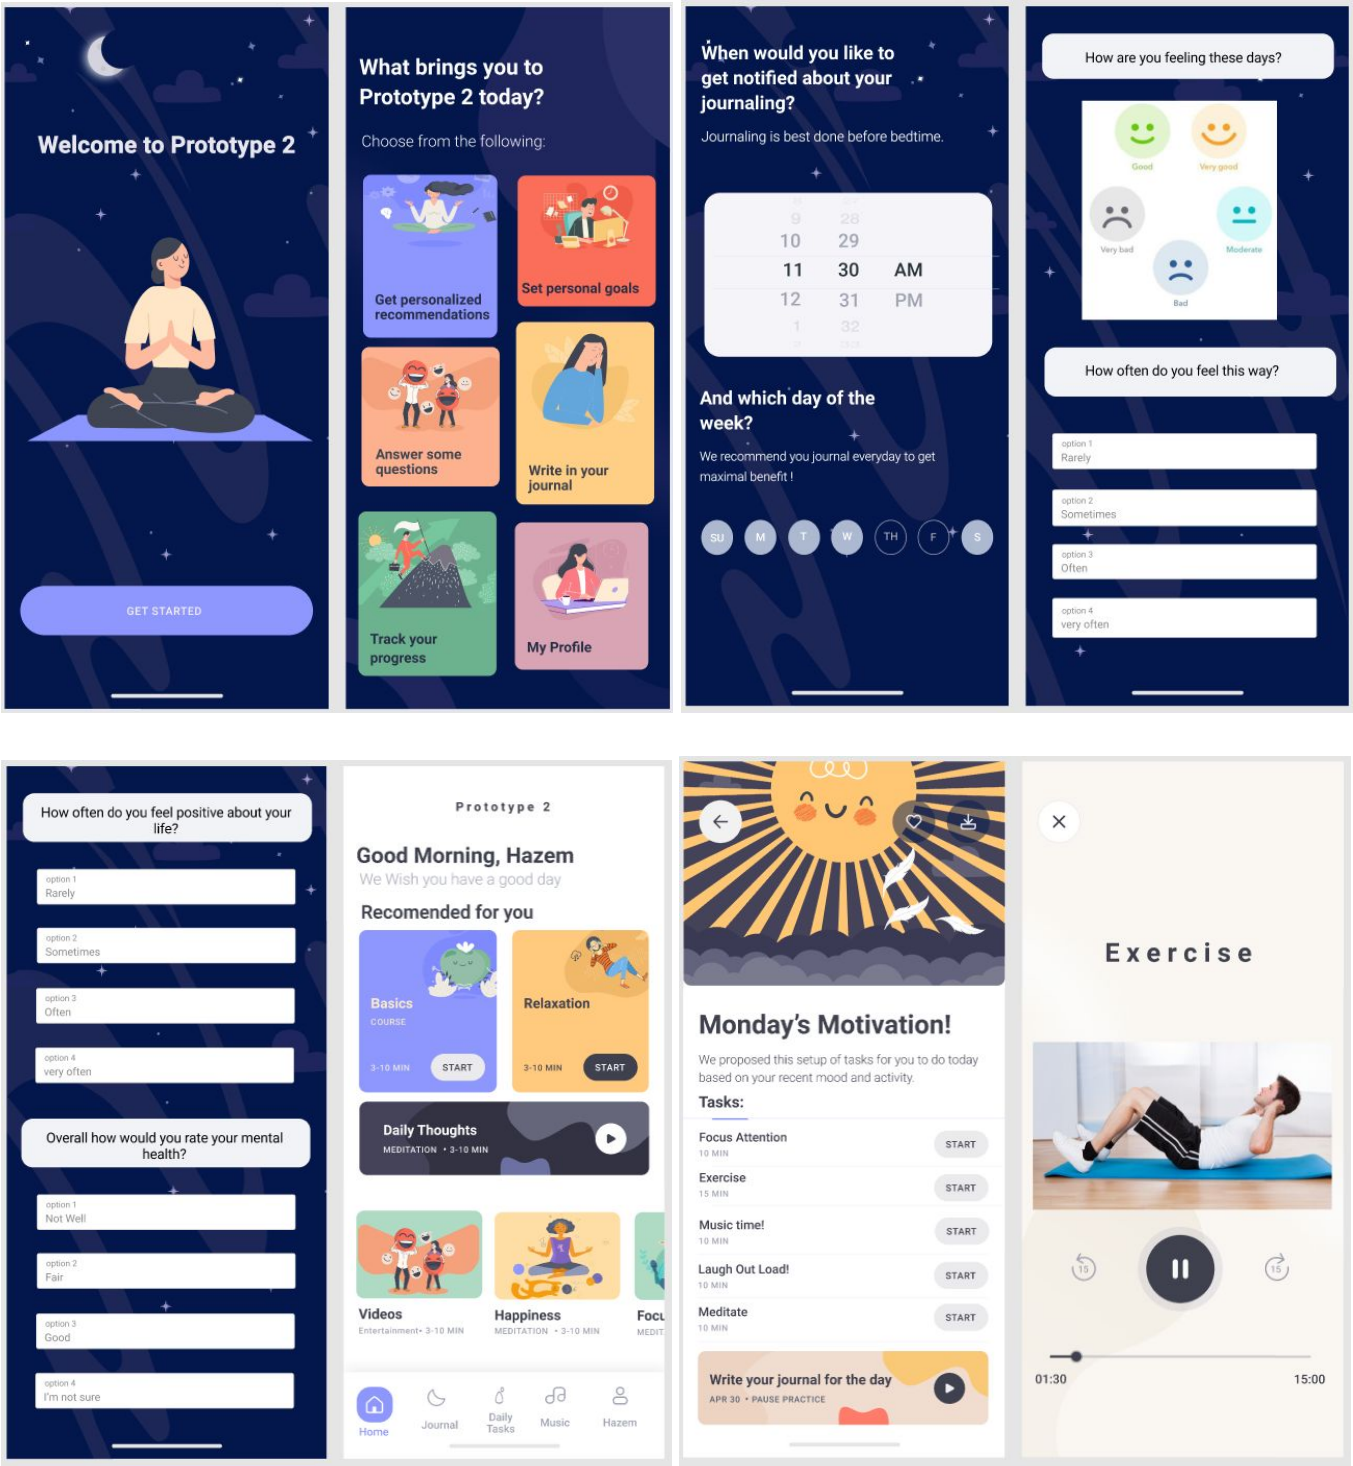 Welcome to Prototype 2
GET STARTED
What brings you to
Prototype 2 today?
Choose from the following:
Get personalized
recommendations
Set personal goals
Answer some
questions
Write in your
journal
Track your
progress
My Profile
When would you like to
get notified about your
journaling?
Journaling is best done before bedtime.
9 28
10 29
11 30 AM
12 31 PM
1 32
And which day of the
week?
We recommend you journal everyday to get
maximal benefit !
SU M T W TH F S
How are you feeling these days?
Good
Very good
Very bad
Moderate
Bad
How often do you feel this way?
option 1
Rarely
option 2
Sometimes
option 3
Often
option 4
very often
How often do you feel positive about your
life?
option 1
Rarely
option 2
Sometimes
option 3
Often
option 4
very often
Overall how would you rate your mental
health?
option 1
Not Well
option 2
Fair
option 3
Good
option 4
I'm not sure
Prototype 2
Good Morning, Hazem
We Wish you have a good day
Recomended for you
Basics
COURSE
3-10 MIN START
Relaxation
3-10 MIN START
Daily Thoughts
MEDITATION • 3-10 MIN
Videos
Entertainment• 3-10 MIN
Happiness
MEDITATION • 3-10 MIN
Focu
MEDIT
Home
Journal
Daily
Tasks
Music
Hazem
Monday's Motivation!
We proposed this setup of tasks for you to do today
based on your recent mood and activity.
Tasks:
Focus Attention
10 MIN
START
Exercise
15 MIN
START
Music time!
10 MIN
START
Laugh Out Load!
10 MIN
START
Meditate
10 MIN
START
Write your journal for the day
APR 30 • PAUSE PRACTICE
Exercise
15 15
01:30 15:00